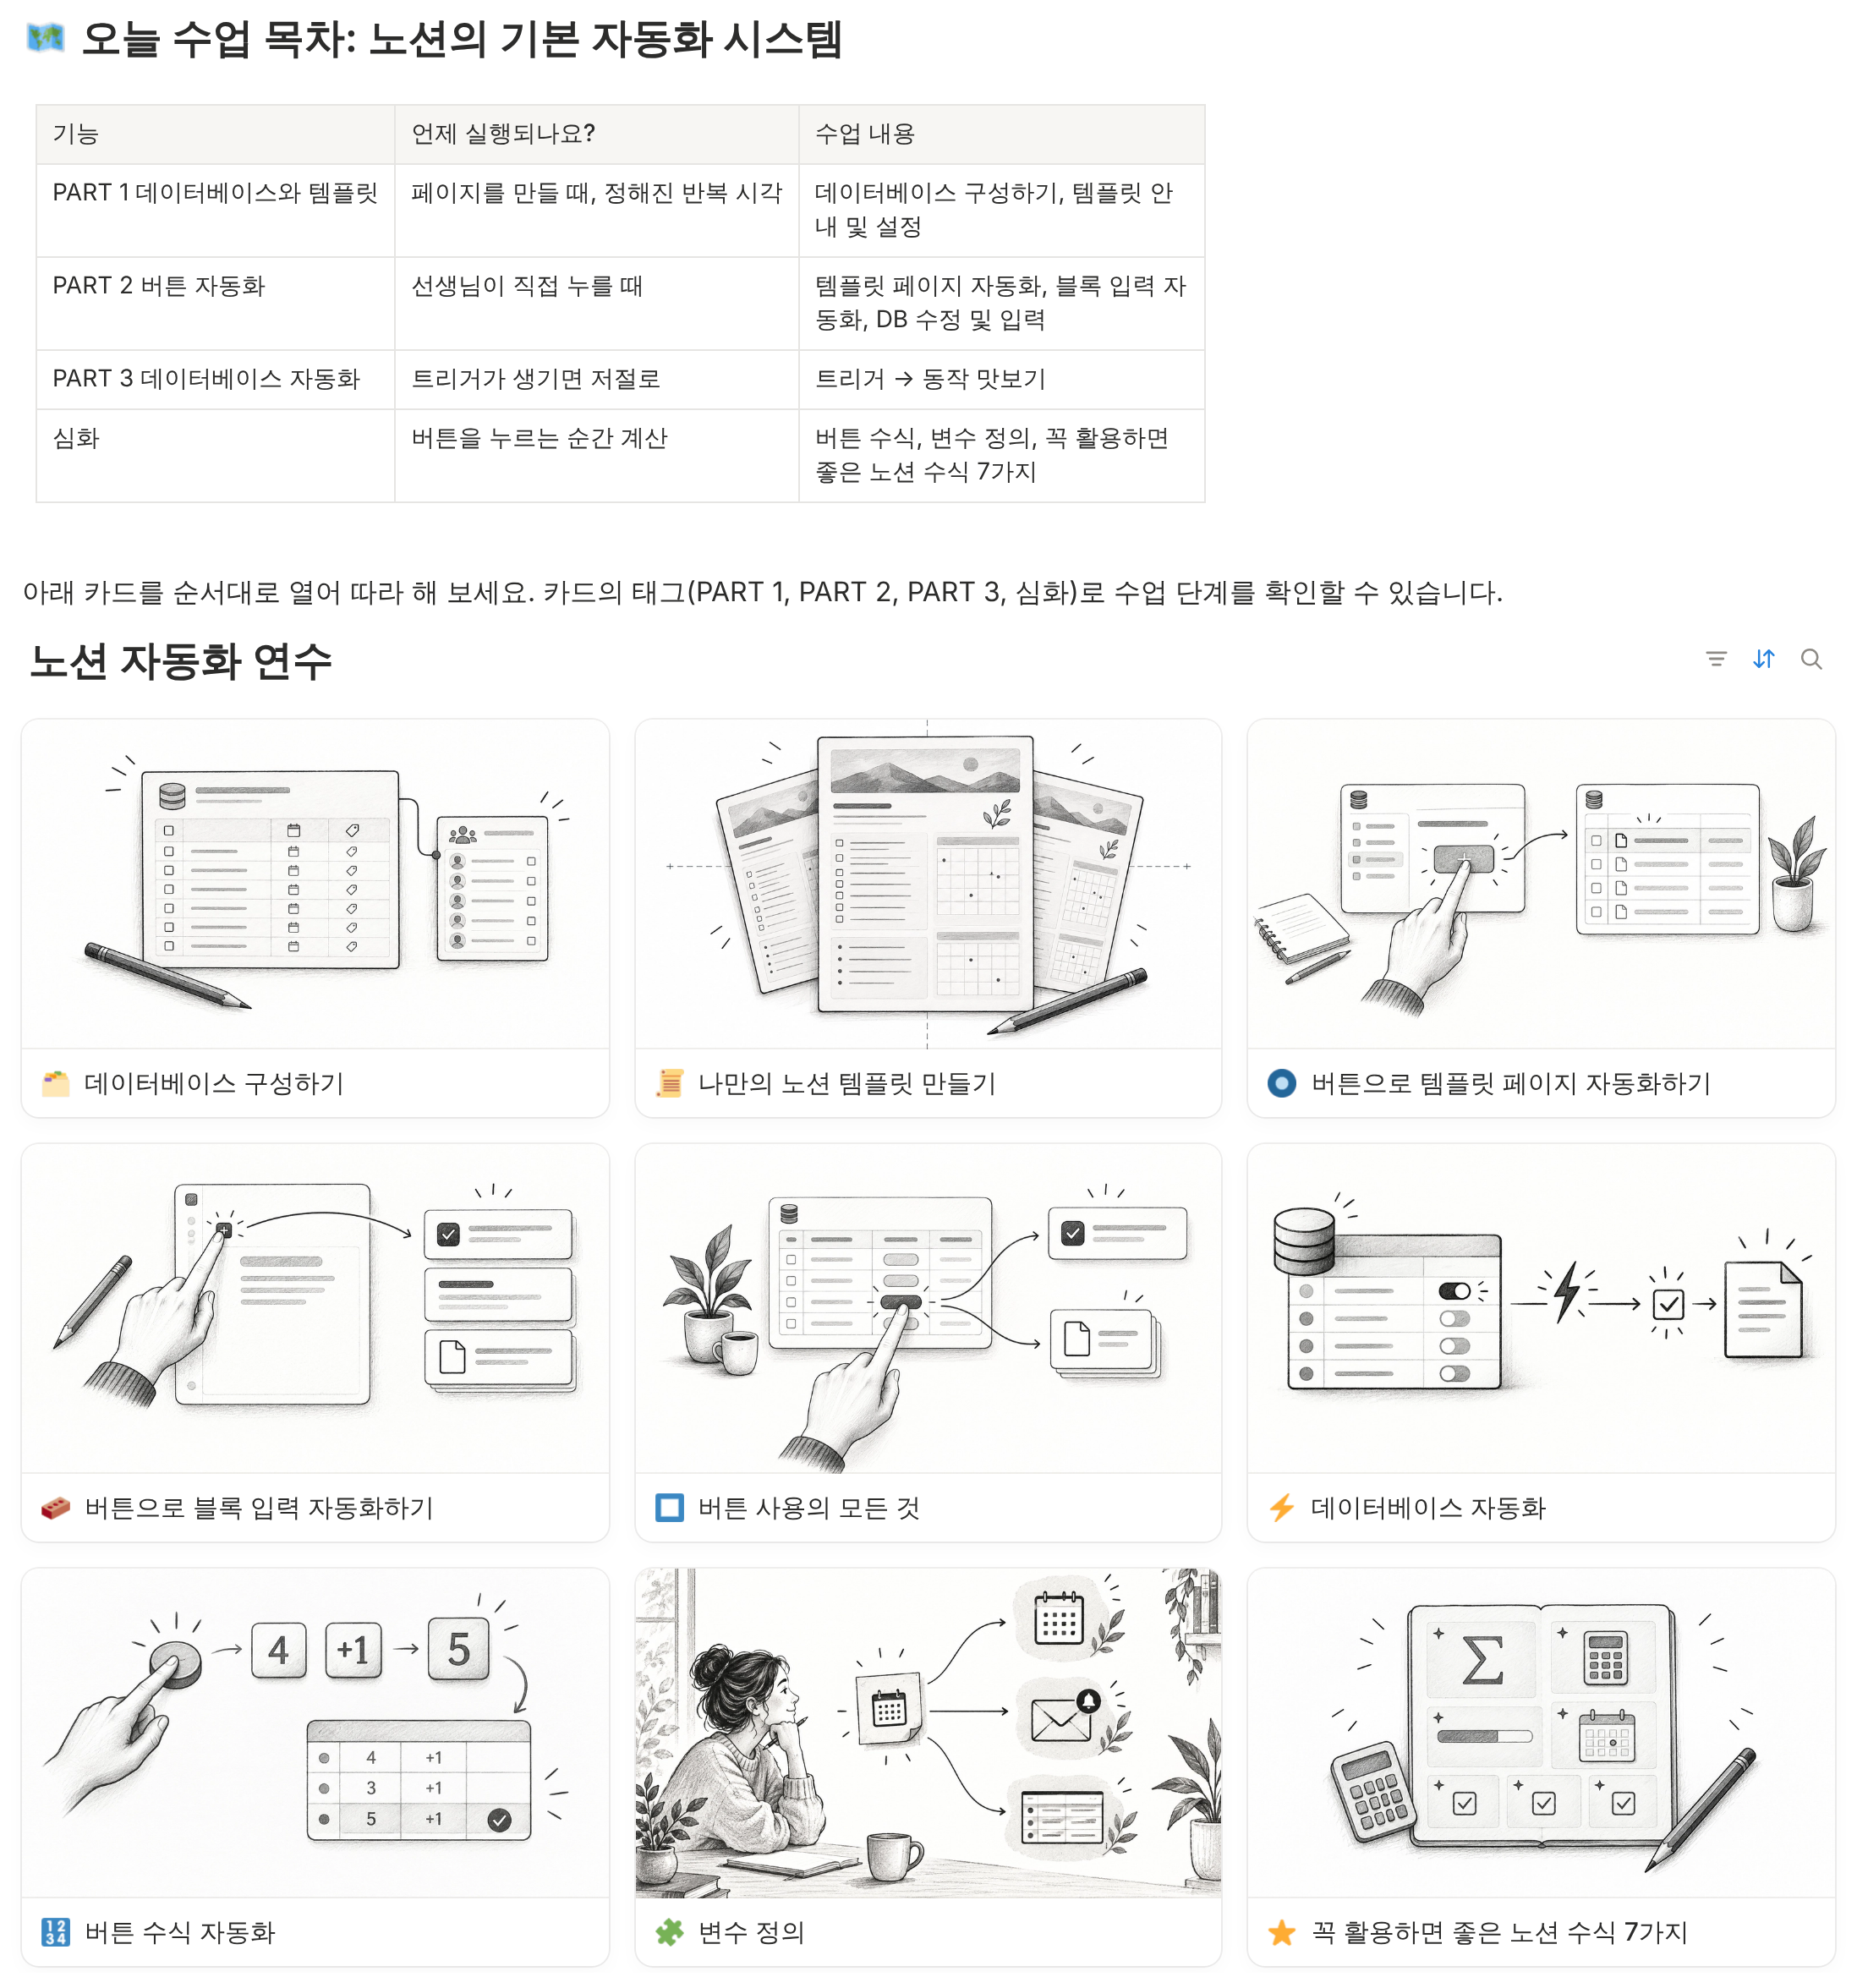 오늘 수업 목차: 노션의 기본 자동화 시스템
기능
언제 실행되나요?
수업 내용
PART 1 데이터베이스와 템플릿
페이지를 만들 때, 정해진 반복 시각
데이터베이스 구성하기, 템플릿 안
내 및 설정
PART 2 버튼 자동화
선생님이 직접 누를 때
템플릿 페이지 자동화, 블록 입력 자
동화, DB 수정 및 입력
PART 3 데이터베이스 자동화
트리거가 생기면 저절로
트리거 → 동작 맛보기
심화
버튼을 누르는 순간 계산
버튼 수식, 변수 정의, 꼭 활용하면
좋은 노션 수식 7가지
아래 카드를 순서대로 열어 따라 해 보세요. 카드의 태그(PART 1, PART 2, PART 3, 심화)로 수업 단계를 확인할 수 있습니다.
노션 자동화 연수
데이터베이스 구성하기
나만의 노션 템플릿 만들기
버튼으로 템플릿 페이지 자동화하기
버튼으로 블록 입력 자동화하기
버튼 사용의 모든 것
데이터베이스 자동화
4 +1 → 5
4 +1
3 +1
5 +1
Σ
버튼 수식 자동화
변수 정의
꼭 활용하면 좋은 노션 수식 7가지